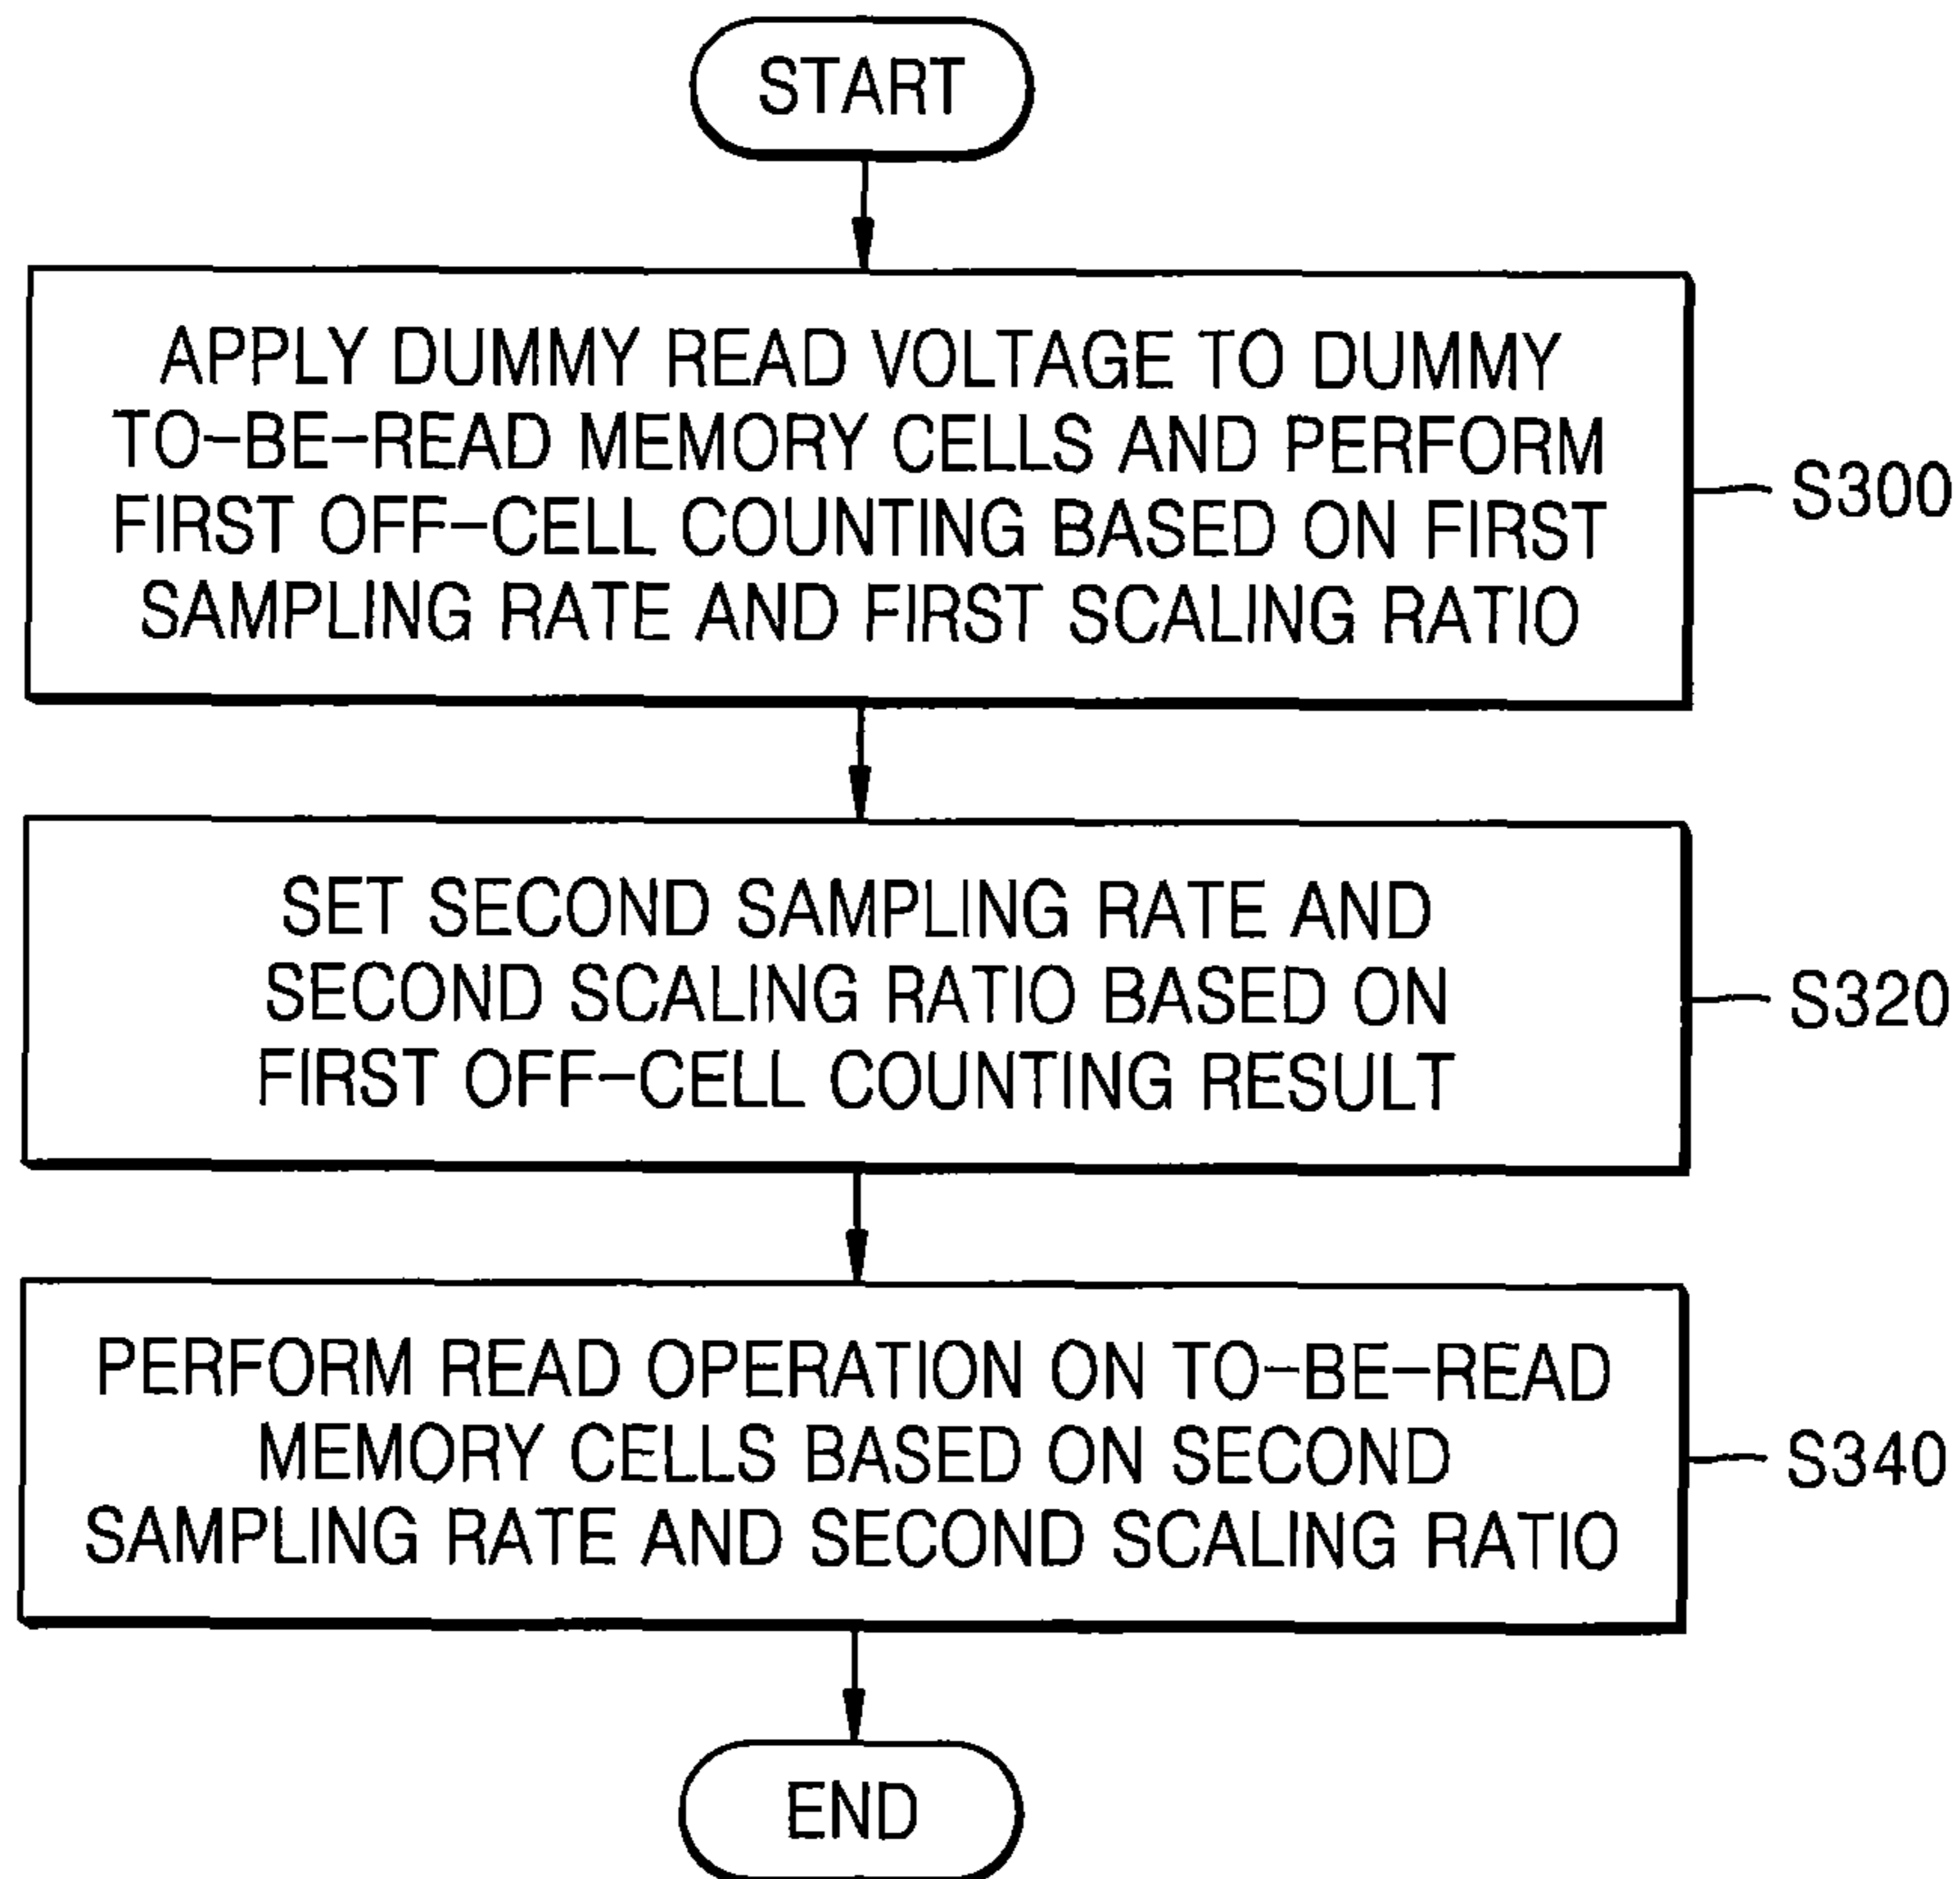 START
APPLY DUMMY READ VOLTAGE TO DUMMY
TO-BE-READ MEMORY CELLS AND PERFORM
FIRST OFF-CELL COUNTING BASED ON FIRST
SAMPLING RATE AND FIRST SCALING RATIO
S300
SET SECOND SAMPLING RATE AND
SECOND SCALING RATIO BASED ON
FIRST OFF-CELL COUNTING RESULT
S320
PERFORM READ OPERATION ON TO-BE-READ
MEMORY CELLS BASED ON SECOND
SAMPLING RATE AND SECOND SCALING RATIO
S340
END